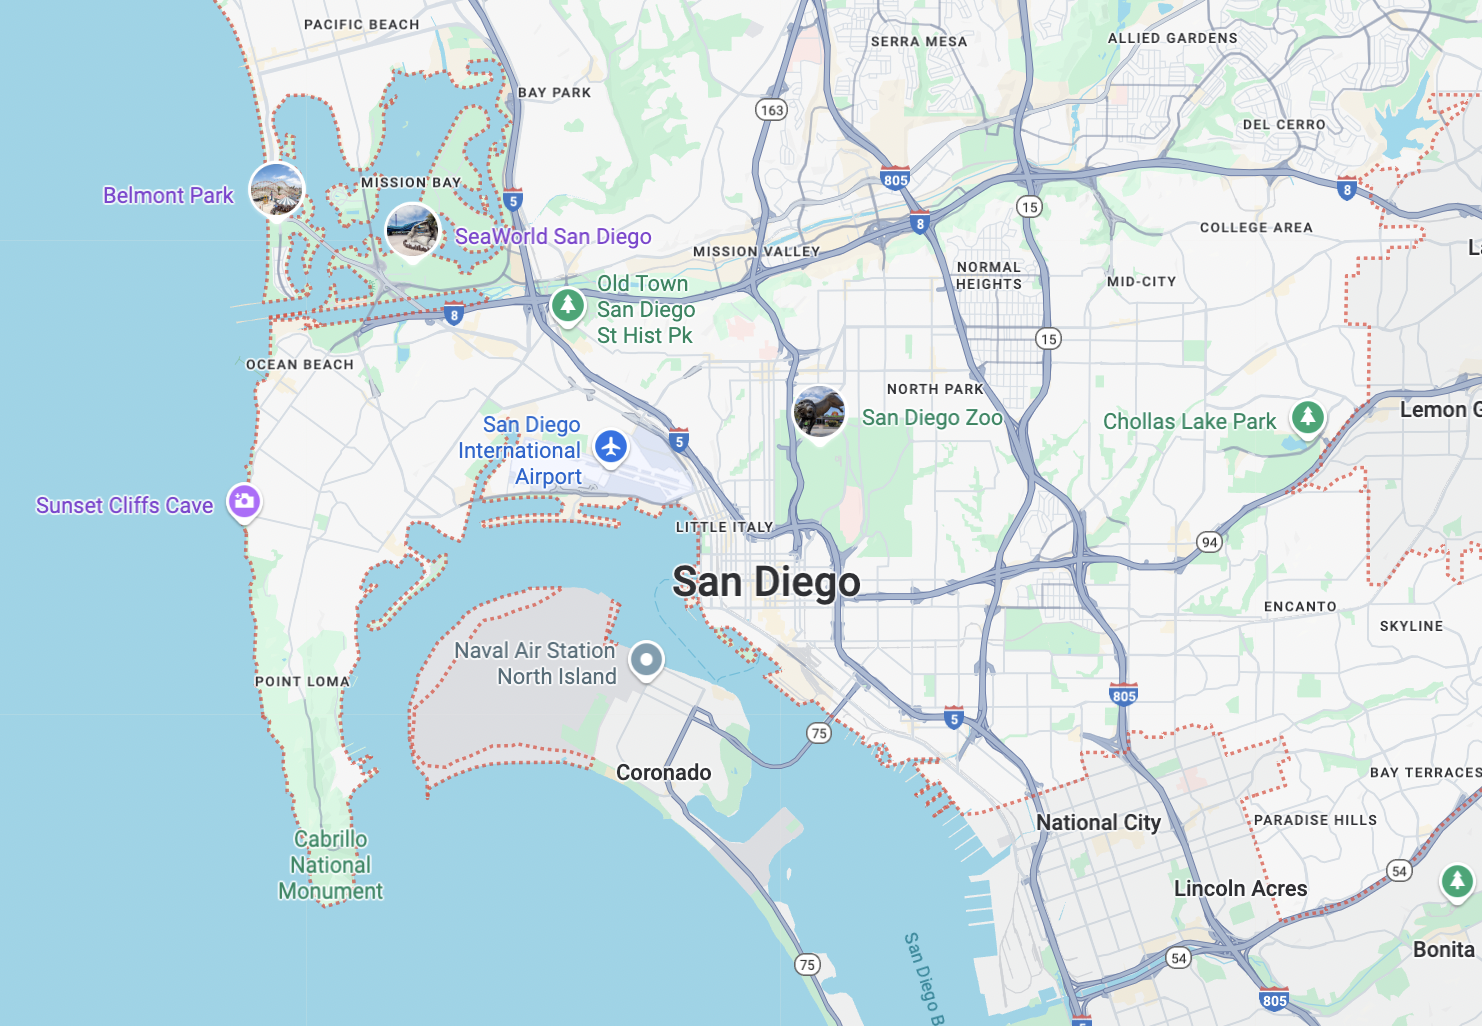 PACIFIC BEACH
SERRA MESA
ALLIED GARDENS
BAY PARK
163
DEL CERRO
805
MISSION BAY
8
Belmont Park
5
15
8
COLLEGE AREA
SeaWorld San Diego
MISSION VALLEY
NORMAL
HEIGHTS
MID-CITY
Old Town
San Diego
St Hist Pk
8
15
OCEAN BEACH
NORTH PARK
San Diego Zoo
Lemon G
Chollas Lake Park
San Diego
International
Airport
5
Sunset Cliffs Cave
LITTLE ITALY
94
San Diego
ENCANTO
SKYLINE
Naval Air Station
North Island
POINT LOMA
805
5
75
Coronado
BAY TERRACES
National City
PARADISE HILLS
Cabrillo
National
Monument
54
Lincoln Acres
Bonita
San Diego B
75
54
805
5